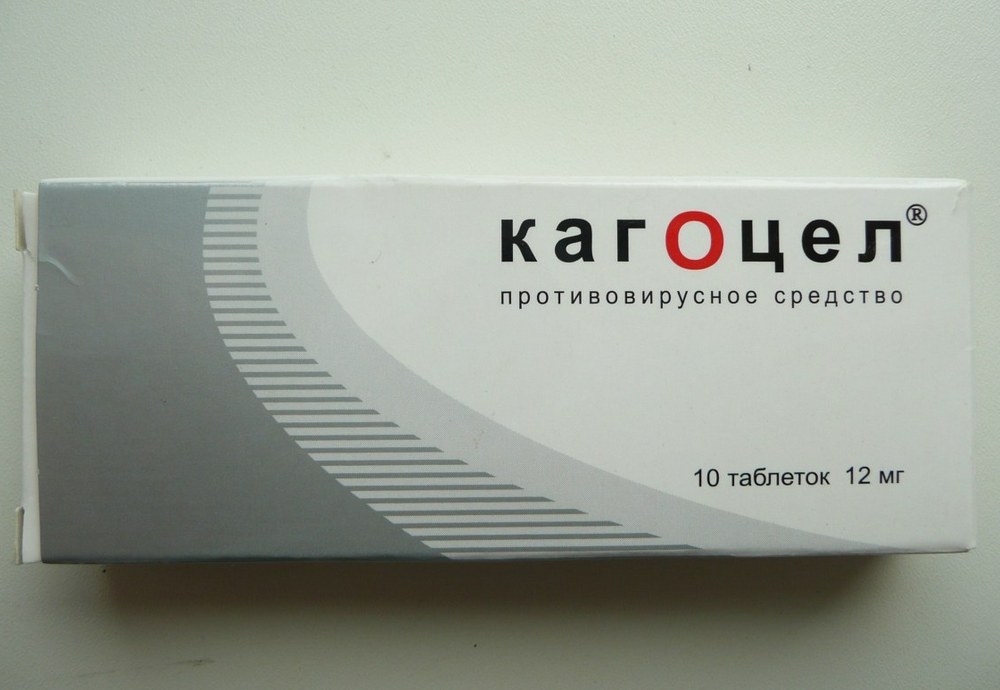 кагОцел®
противовирусное средство
10 таблеток 12 мг